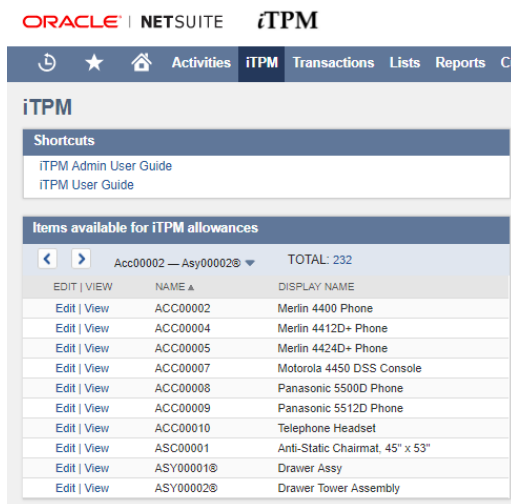 ORACLE | NETSUITE iTPM
Activities iTPM Transactions Lists Reports C
iTPM
Shortcuts
iTPM Admin User Guide
iTPM User Guide
Items available for iTPM allowances
Acc00002 — Asy00002® TOTAL: 232
EDIT | VIEW NAME ▲ DISPLAY NAME
Edit | View ACC00002 Merlin 4400 Phone
Edit | View ACC00004 Merlin 4412D+ Phone
Edit | View ACC00005 Merlin 4424D+ Phone
Edit | View ACC00007 Motorola 4450 DSS Console
Edit | View ACC00008 Panasonic 5500D Phone
Edit | View ACC00009 Panasonic 5512D Phone
Edit | View ACC00010 Telephone Headset
Edit | View ASC00001 Anti-Static Chairmat, 45" x 53"
Edit | View ASY00001® Drawer Assy
Edit | View ASY00002® Drawer Tower Assembly